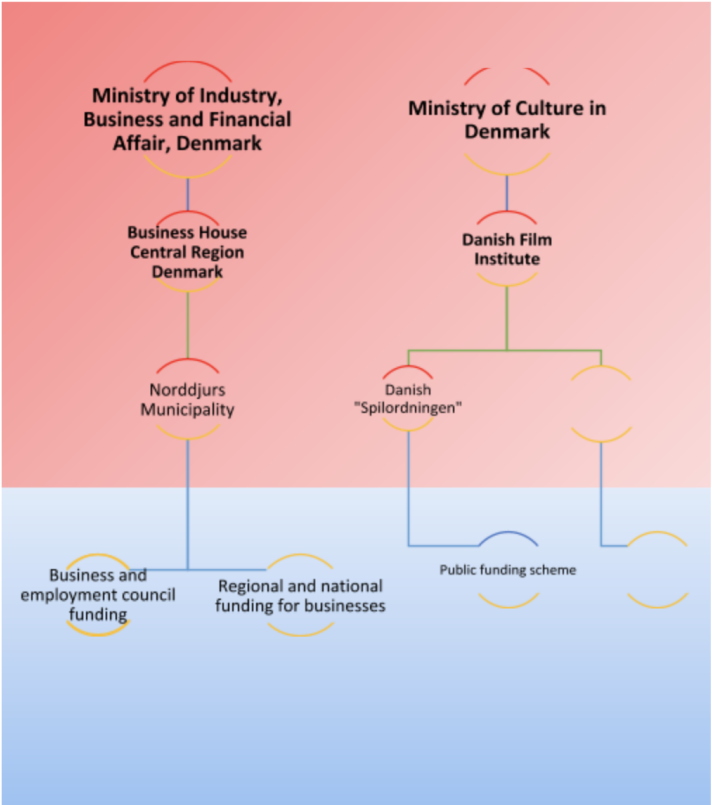 Ministry of Industry,
Business and Financial
Affair, Denmark
Business House
Central Region
Denmark
Norddjurs
Municipality
Business and
employment council
funding
Regional and national
funding for businesses
Ministry of Culture in
Denmark
Danish Film
Institute
Danish
"Spilordningen"
Public funding scheme